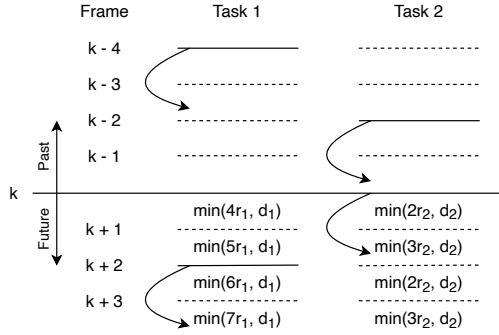 Frame Task 1 Task 2
k - 4
k - 3
k - 2
Past
k - 1
k
min(4r₁, d₁) min(2r₂, d₂)
Future
k + 1
min(5r₁, d₁) min(3r₂, d₂)
k + 2
min(6r₁, d₁) min(2r₂, d₂)
k + 3
min(7r₁, d₁) min(3r₂, d₂)